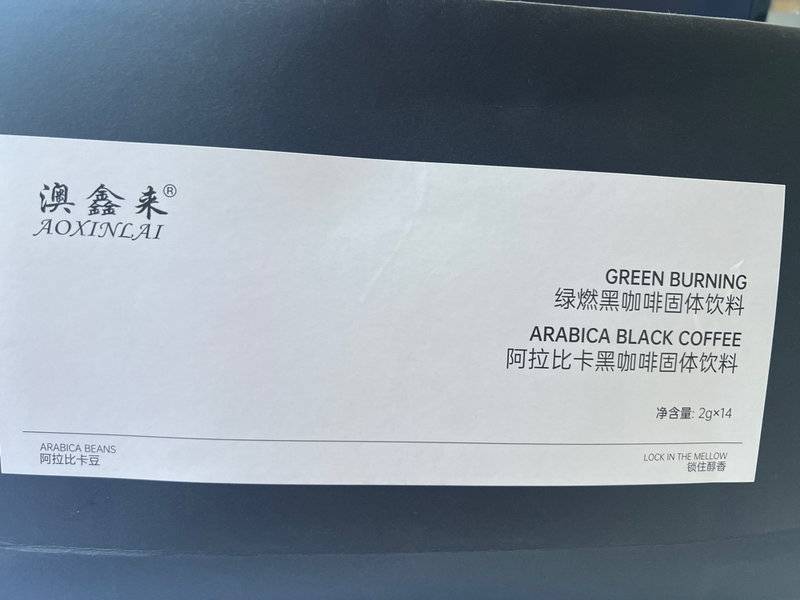 澳鑫来®
AOXINLAI
GREEN BURNING
绿燃黑咖啡固体饮料
ARABICA BLACK COFFEE
阿拉比卡黑咖啡固体饮料
净含量: 2g×14
ARABICA BEANS
阿拉比卡豆
LOCK IN THE MELLOW
锁住醇香